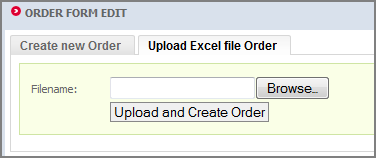 ORDER FORM EDIT
Create new Order
Upload Excel file Order
Filename:
Browse..
Upload and Create Order